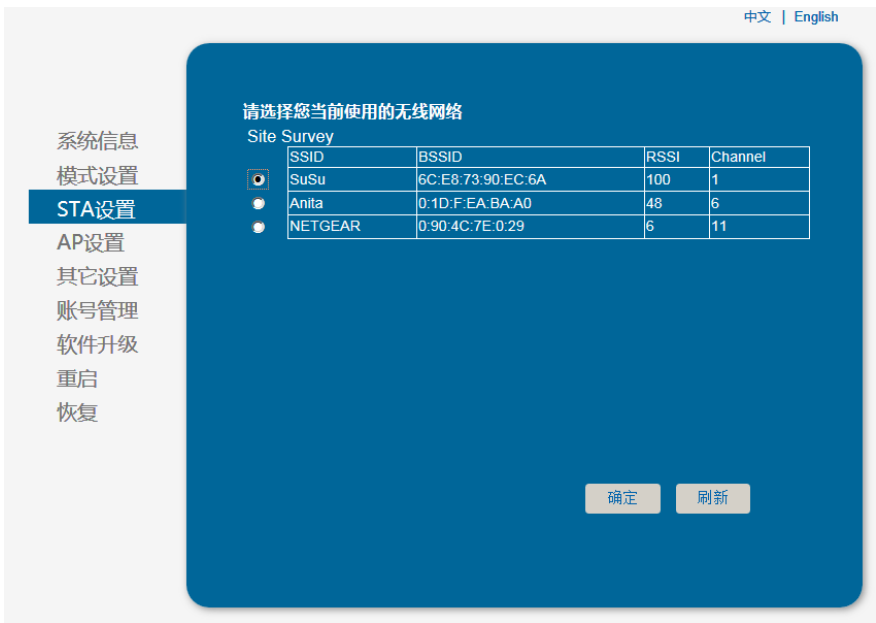 中文 | English
系统信息
模式设置
STA设置
AP设置
其它设置
账号管理
软件升级
重启
恢复
请选择您当前使用的无线网络
Site Survey
SSID BSSID RSSI Channel
SuSu 6C:E8:73:90:EC:6A 100 1
Anita 0:1D:F:EA:BA:A0 48 6
NETGEAR 0:90:4C:7E:0:29 6 11
确定 刷新